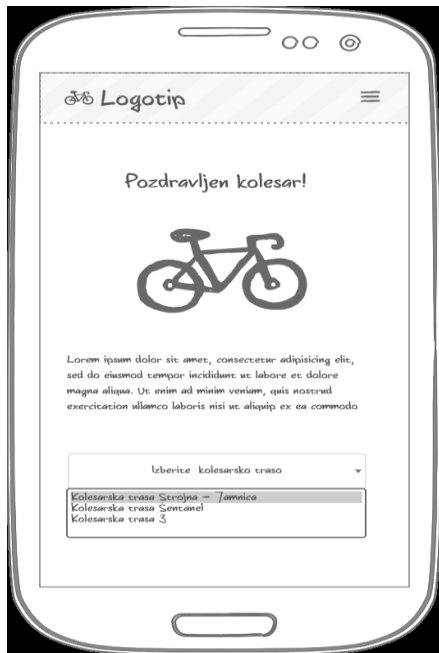 Logotip
Pozdravljen kolesar!
Lorem ipsum dolor sit amet, consectetur adipisicing elit,
sed do eiusmod tempor incididunt ut labore et dolore
magna aliqua. Ut enim ad minim veniam, quis nostrud
exercitation ullamco laboris nisi ut aliquip ex ea commodo
Izberite kolesarsko traso
Kolesarska trasa Strojna - Jamnica
Kolesarska trasa Šentanel
Kolesarska trasa 3